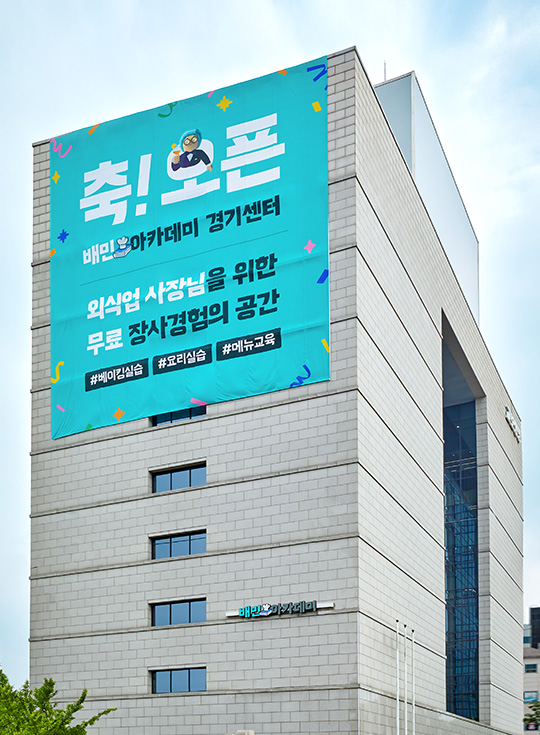 축! 오픈
배민아카데미 경기센터
외식업 사장님을 위한
무료 장사경험의 공간
#베이킹실습 #요리실습 #메뉴교육
배민아카데미